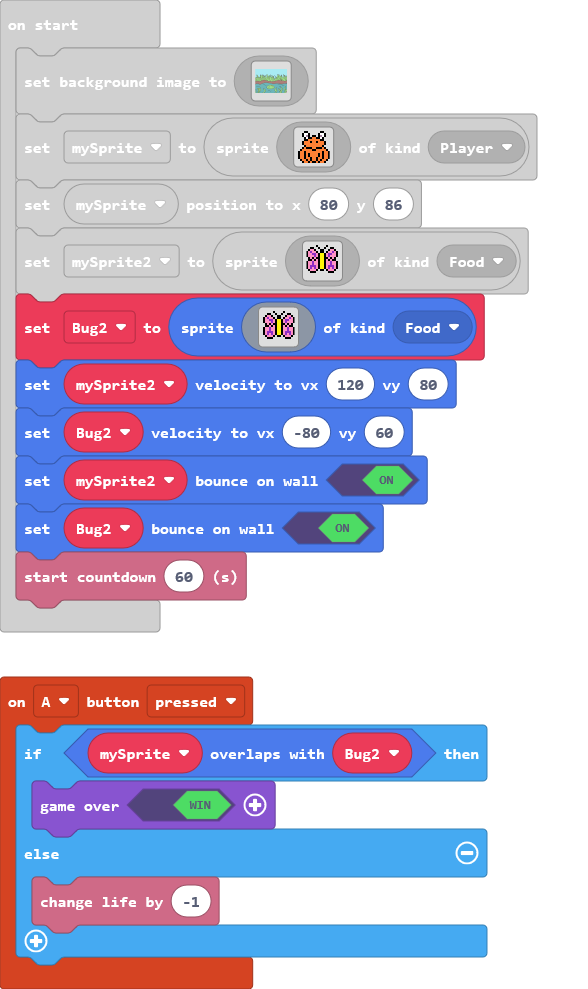 on start
set background image to
set mySprite to sprite of kind Player
set mySprite position to x 80 y 86
set mySprite2 to sprite of kind Food
set Bug2 to sprite of kind Food
set mySprite2 velocity to vx 120 vy 80
set Bug2 velocity to vx -80 vy 60
set mySprite2 bounce on wall ON
set Bug2 bounce on wall ON
start countdown 60 (s)
on A button pressed
if mySprite overlaps with Bug2 then
game over WIN
else
change life by -1